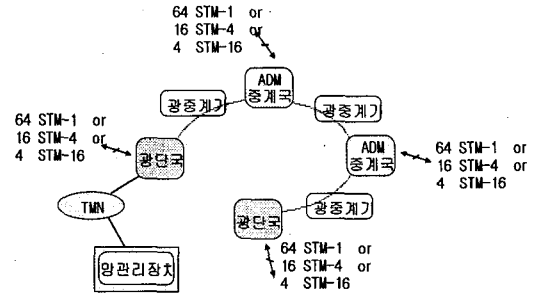 64 STM-1 or
16 STM-4 or
4 STM-16
ADM
중계국
광중계기
광중계기
64 STM-1 or
16 STM-4 or
4 STM-16
광단국
ADM
중계국
64 STM-1 or
16 STM-4 or
4 STM-16
TMN
광단국
광중계기
망관리장치
64 STM-1 or
16 STM-4 or
4 STM-16